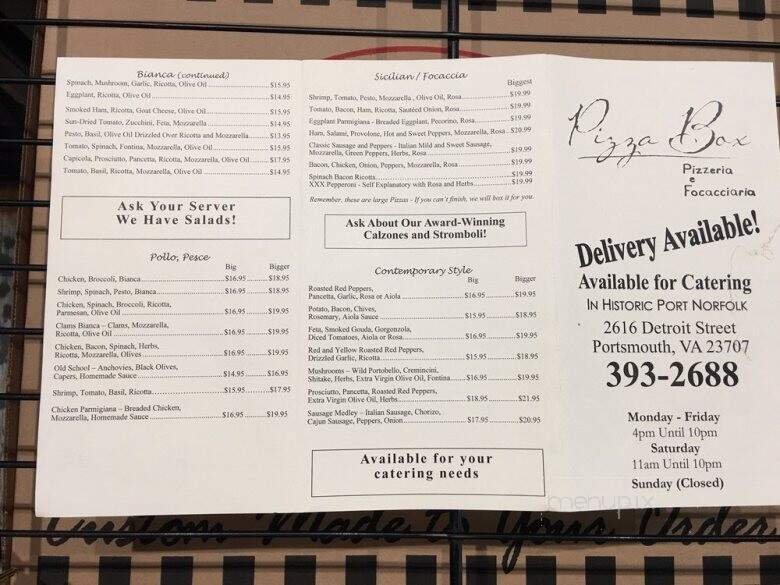 Bianca (continued)
Spinach, Mushroom, Garlic, Ricotta, Olive Oil $15.95
Eggplant, Ricotta, Olive Oil $14.95
Smoked Ham, Ricotta, Goat Cheese, Olive Oil $15.95
Sun-Dried Tomato, Zucchini, Feta, Mozzarella $14.95
Pesto, Basil, Olive Oil Drizzled Over Ricotta and Mozzarella $13.95
Tomato, Spinach, Fontina, Mozzarella, Olive Oil $15.95
Capicola, Prosciutto, Pancetta, Ricotta, Mozzarella, Olive Oil $17.95
Tomato, Basil, Ricotta, Mozzarella, Olive Oil $14.95
Ask Your Server
We Have Salads!
Pollo, Pesce
Big Bigger
Chicken, Broccoli, Bianca $16.95 $18.95
Shrimp, Spinach, Pesto, Bianca $16.95 $18.95
Chicken, Spinach, Broccoli, Ricotta,
Parmesan, Olive Oil $16.95 $19.95
Clams Bianca – Clams, Mozzarella,
Ricotta, Olive Oil $16.95 $19.95
Chicken, Bacon, Spinach, Herbs,
Ricotta, Mozzarella, Olives $16.95 $19.95
Old School – Anchovies, Black Olives,
Capers, Homemade Sauce $14.95 $16.95
Shrimp, Tomato, Basil, Ricotta $15.95 $17.95
Chicken Parmigiana – Breaded Chicken,
Mozzarella, Homemade Sauce $16.95 $19.95
Sicilian / Focaccia
Biggest
Shrimp, Tomato, Pesto, Mozzarella, Olive Oil, Rosa $19.99
Tomato, Bacon, Ham, Ricotta, Sautéed Onion, Rosa $19.99
Eggplant Parmigiana - Breaded Eggplant, Pecorino, Rosa $19.99
Ham, Salami, Provolone, Hot and Sweet Peppers, Mozzarella, Rosa $20.99
Classic Sausage and Peppers - Italian Mild and Sweet Sausage,
Mozzarella, Green Peppers, Herbs, Rosa $19.99
Bacon, Chicken, Onion, Peppers, Mozzarella, Rosa $19.99
Spinach Bacon Ricotta $19.99
XXX Pepperoni - Self Explanatory with Rosa and Herbs $19.99
Remember, these are large Pizzas - If you can't finish, we will box it for you.
Ask About Our Award-Winning
Calzones and Stromboli!
Contemporary Style
Big Bigger
Roasted Red Peppers,
Pancetta, Garlic, Rosa or Aiola $16.95 $19.95
Potato, Bacon, Chives,
Rosemary, Aiola Sauce $15.95 $18.95
Feta, Smoked Gouda, Gorgonzola,
Diced Tomatoes, Aiola or Rosa $16.95 $19.95
Red and Yellow Roasted Red Peppers,
Drizzled Garlic, Ricotta $15.95 $18.95
Mushrooms – Wild Portobello, Cremincini,
Shitake, Herbs, Extra Virgin Olive Oil, Fontina $16.95 $19.95
Prosciutto, Pancetta, Roasted Red Peppers,
Extra Virgin Olive Oil, Herbs $18.95 $21.95
Sausage Medley – Italian Sausage, Chorizo,
Cajun Sausage, Peppers, Onion $17.95 $20.95
Available for your
catering needs
Pizza Box
Pizzeria
e
Focacciaria
Delivery Available!
Available for Catering
IN HISTORIC PORT NORFOLK
2616 Detroit Street
Portsmouth, VA 23707
393-2688
Monday - Friday
4pm Until 10pm
Saturday
11am Until 10pm
Sunday (Closed)
menupix
Custom Made to Your Order